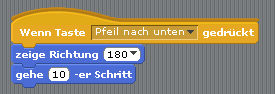 Wenn Taste Pfeil nach unten gedrückt
zeige Richtung 180
gehe 10 -er Schritt